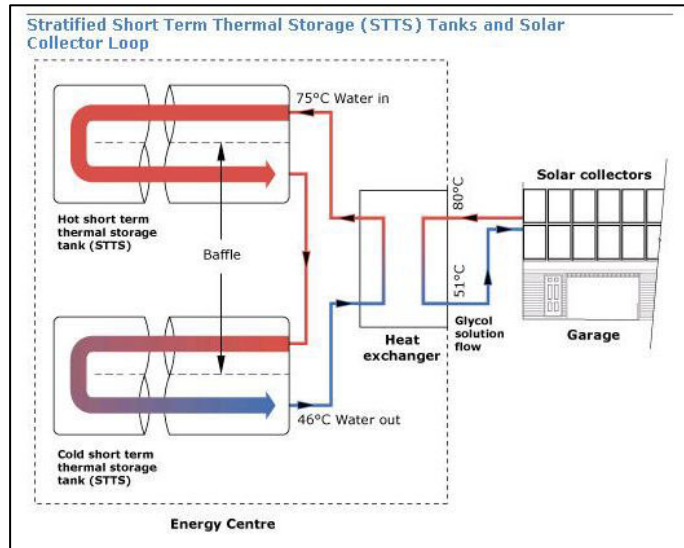 Stratified Short Term Thermal Storage (STTS) Tanks and Solar
Collector Loop
75°C Water in
Solar collectors
80°C
Hot short term
thermal storage
tank (STTS)
Baffle
51°C
Glycol
solution
flow
Garage
Heat
exchanger
46°C Water out
Cold short term
thermal storage
tank (STTS)
Energy Centre